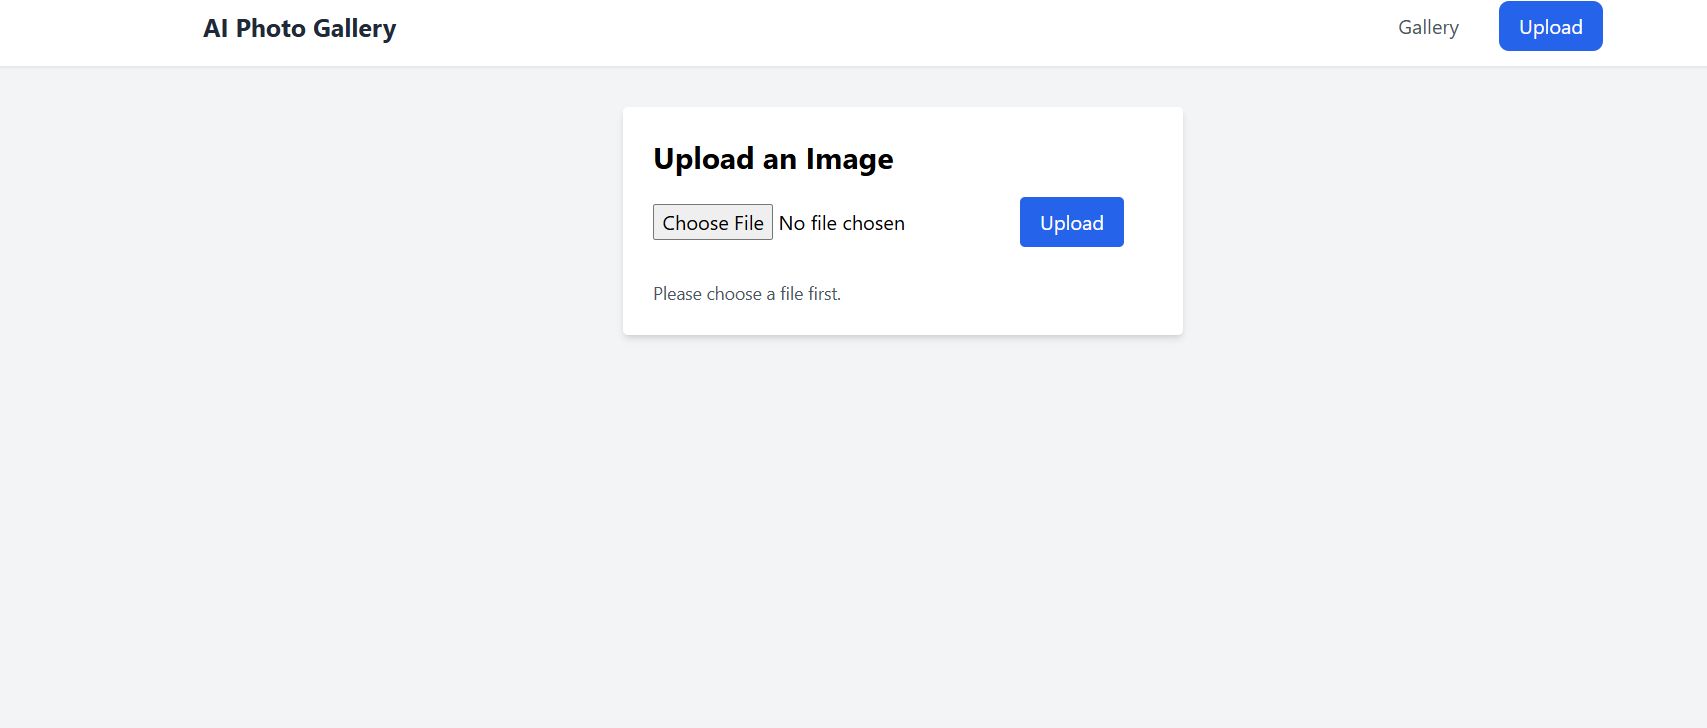 AI Photo Gallery
Gallery
Upload
Upload an Image
Choose File No file chosen
Upload
Please choose a file first.